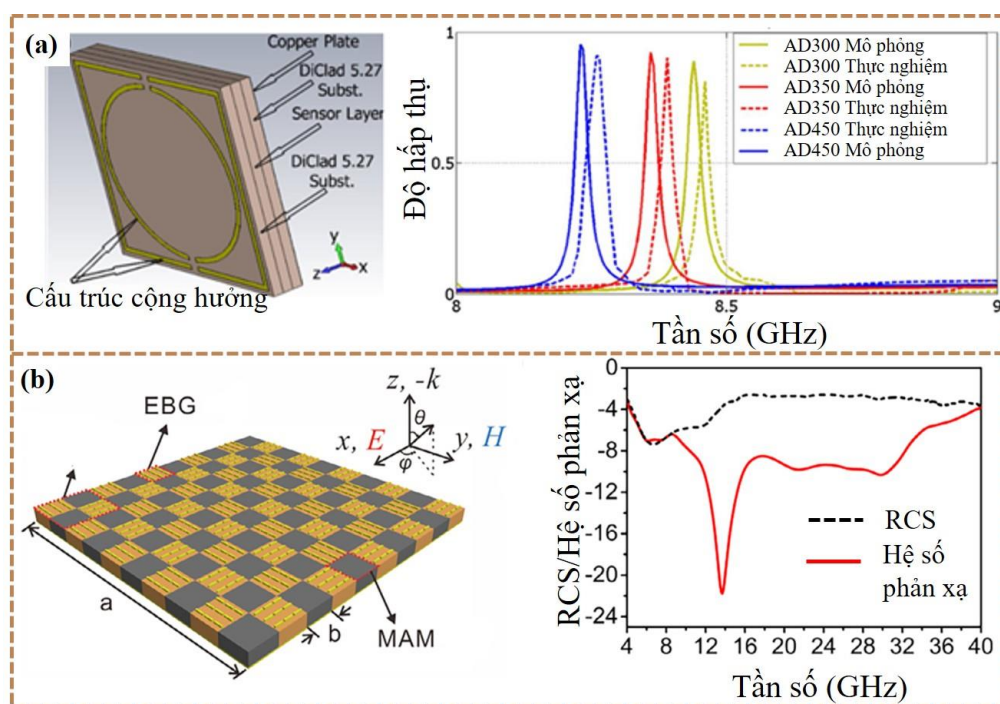 (a)
Copper Plate
DiClad 5.27
Subst.
Sensor Layer
DiClad 5.27
Subst.
y
z
x
Cấu trúc cộng hưởng
Độ hấp thụ
1
0.5
0
8
8.5
9
Tần số (GHz)
AD300 Mô phỏng
AD300 Thực nghiệm
AD350 Mô phỏng
AD350 Thực nghiệm
AD450 Thực nghiệm
AD450 Mô phỏng
(b)
EBG
z, -k
θ
x, E
y, H
φ
a
b
MAM
RCS/Hệ số phản xạ
0
-4
-8
-12
-16
-20
-24
4 8 12 16 20 24 28 32 36 40
Tần số (GHz)
RCS
Hệ số
phản xạ